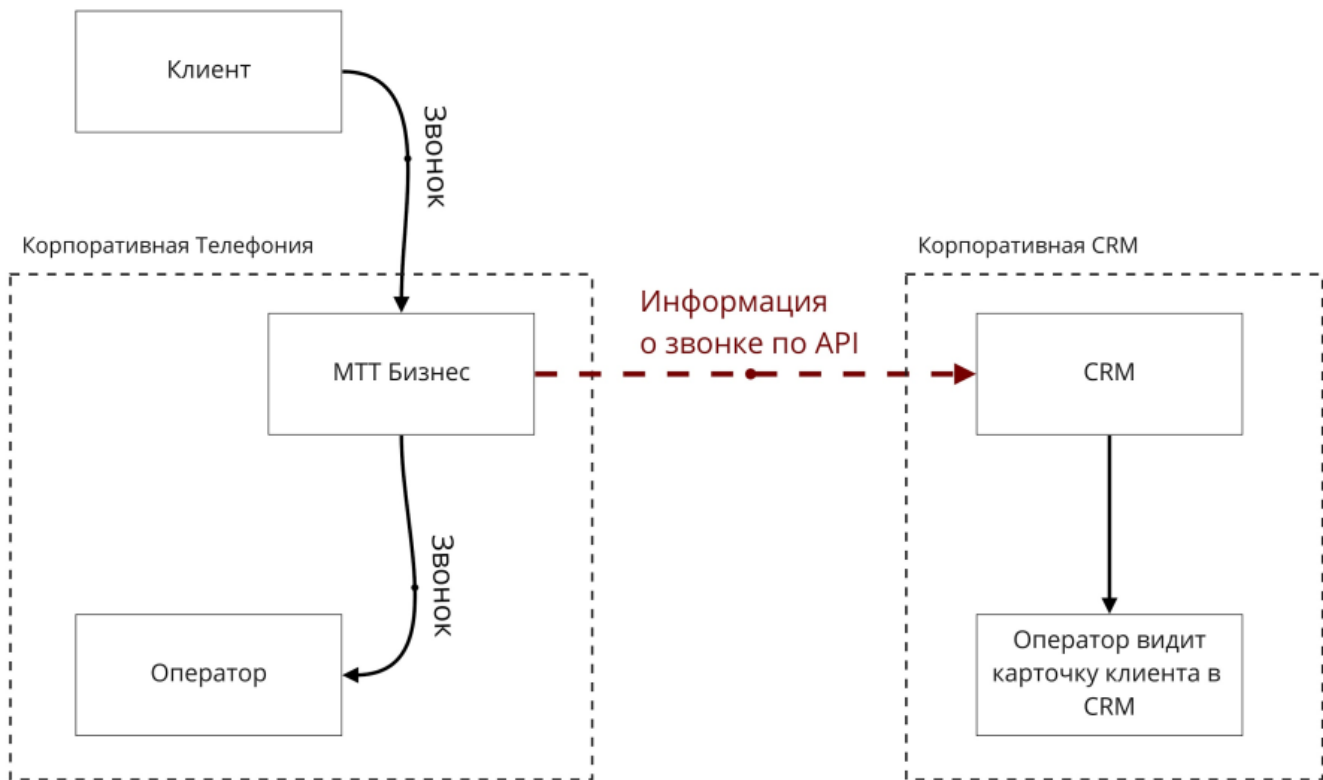 Клиент
Звонок
Корпоративная Телефония
Корпоративная CRM
Информация
о звонке по API
МТТ Бизнес
CRM
Звонок
Оператор
Оператор видит
карточку клиента в
CRM